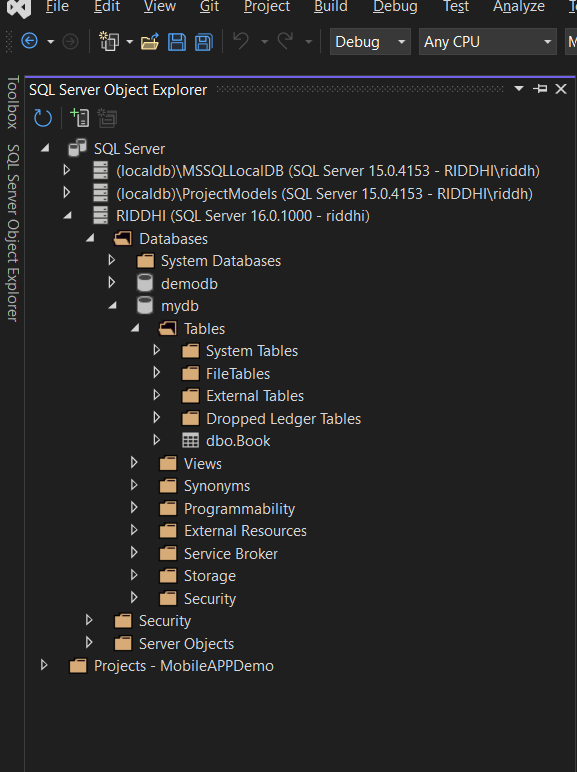 File Edit View Git Project Build Debug Test Analyze
Debug Any CPU
Toolbox
SQL Server Object Explorer
SQL Server Object Explorer
SQL Server
(localdb)\MSSQLLocalDB (SQL Server 15.0.4153 - RIDDHI\riddh)
(localdb)\ProjectModels (SQL Server 15.0.4153 - RIDDHI\riddh)
RIDDHI (SQL Server 16.0.1000 - riddhi)
Databases
System Databases
demodb
mydb
Tables
System Tables
FileTables
External Tables
Dropped Ledger Tables
dbo.Book
Views
Synonyms
Programmability
External Resources
Service Broker
Storage
Security
Security
Server Objects
Projects - MobileAPPDemo